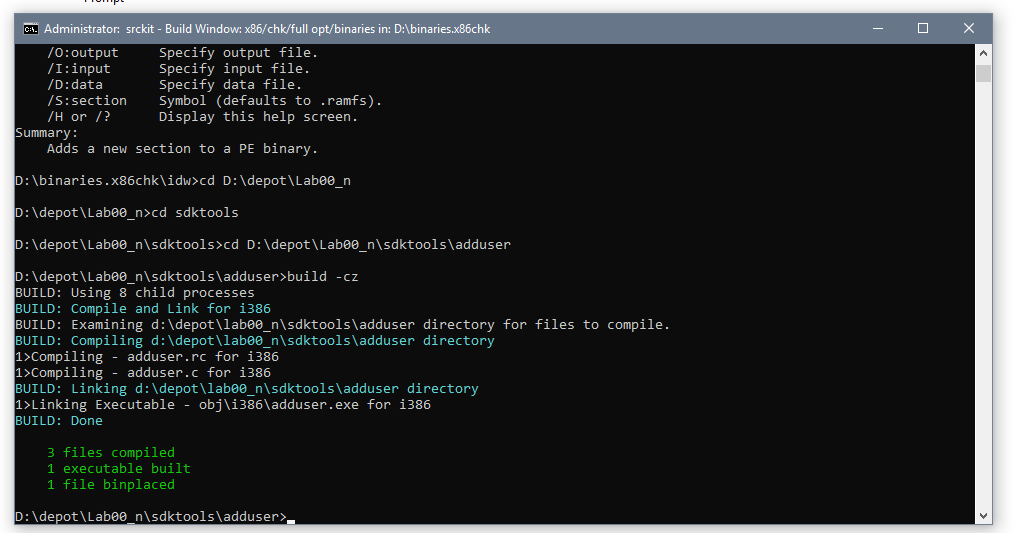 Prompt
Administrator:  srckit - Build Window: x86/chk/full opt/binaries in: D:\binaries.x86chk
    /O:output     Specify output file.
    /I:input      Specify input file.
    /D:data       Specify data file.
    /S:section    Symbol (defaults to .ramfs).
    /H or /?      Display this help screen.
Summary:
    Adds a new section to a PE binary.
D:\binaries.x86chk\idw>cd D:\depot\Lab00_n
D:\depot\Lab00_n>cd sdktools
D:\depot\Lab00_n\sdktools>cd D:\depot\Lab00_n\sdktools\adduser
D:\depot\Lab00_n\sdktools\adduser>build -cz
BUILD: Using 8 child processes
BUILD: Compile and Link for i386
BUILD: Examining d:\depot\lab00_n\sdktools\adduser directory for files to compile.
BUILD: Compiling d:\depot\lab00_n\sdktools\adduser directory
1>Compiling - adduser.rc for i386
1>Compiling - adduser.c for i386
BUILD: Linking d:\depot\lab00_n\sdktools\adduser directory
1>Linking Executable - obj\i386\adduser.exe for i386
BUILD: Done
    3 files compiled
    1 executable built
    1 file binplaced
D:\depot\Lab00_n\sdktools\adduser>